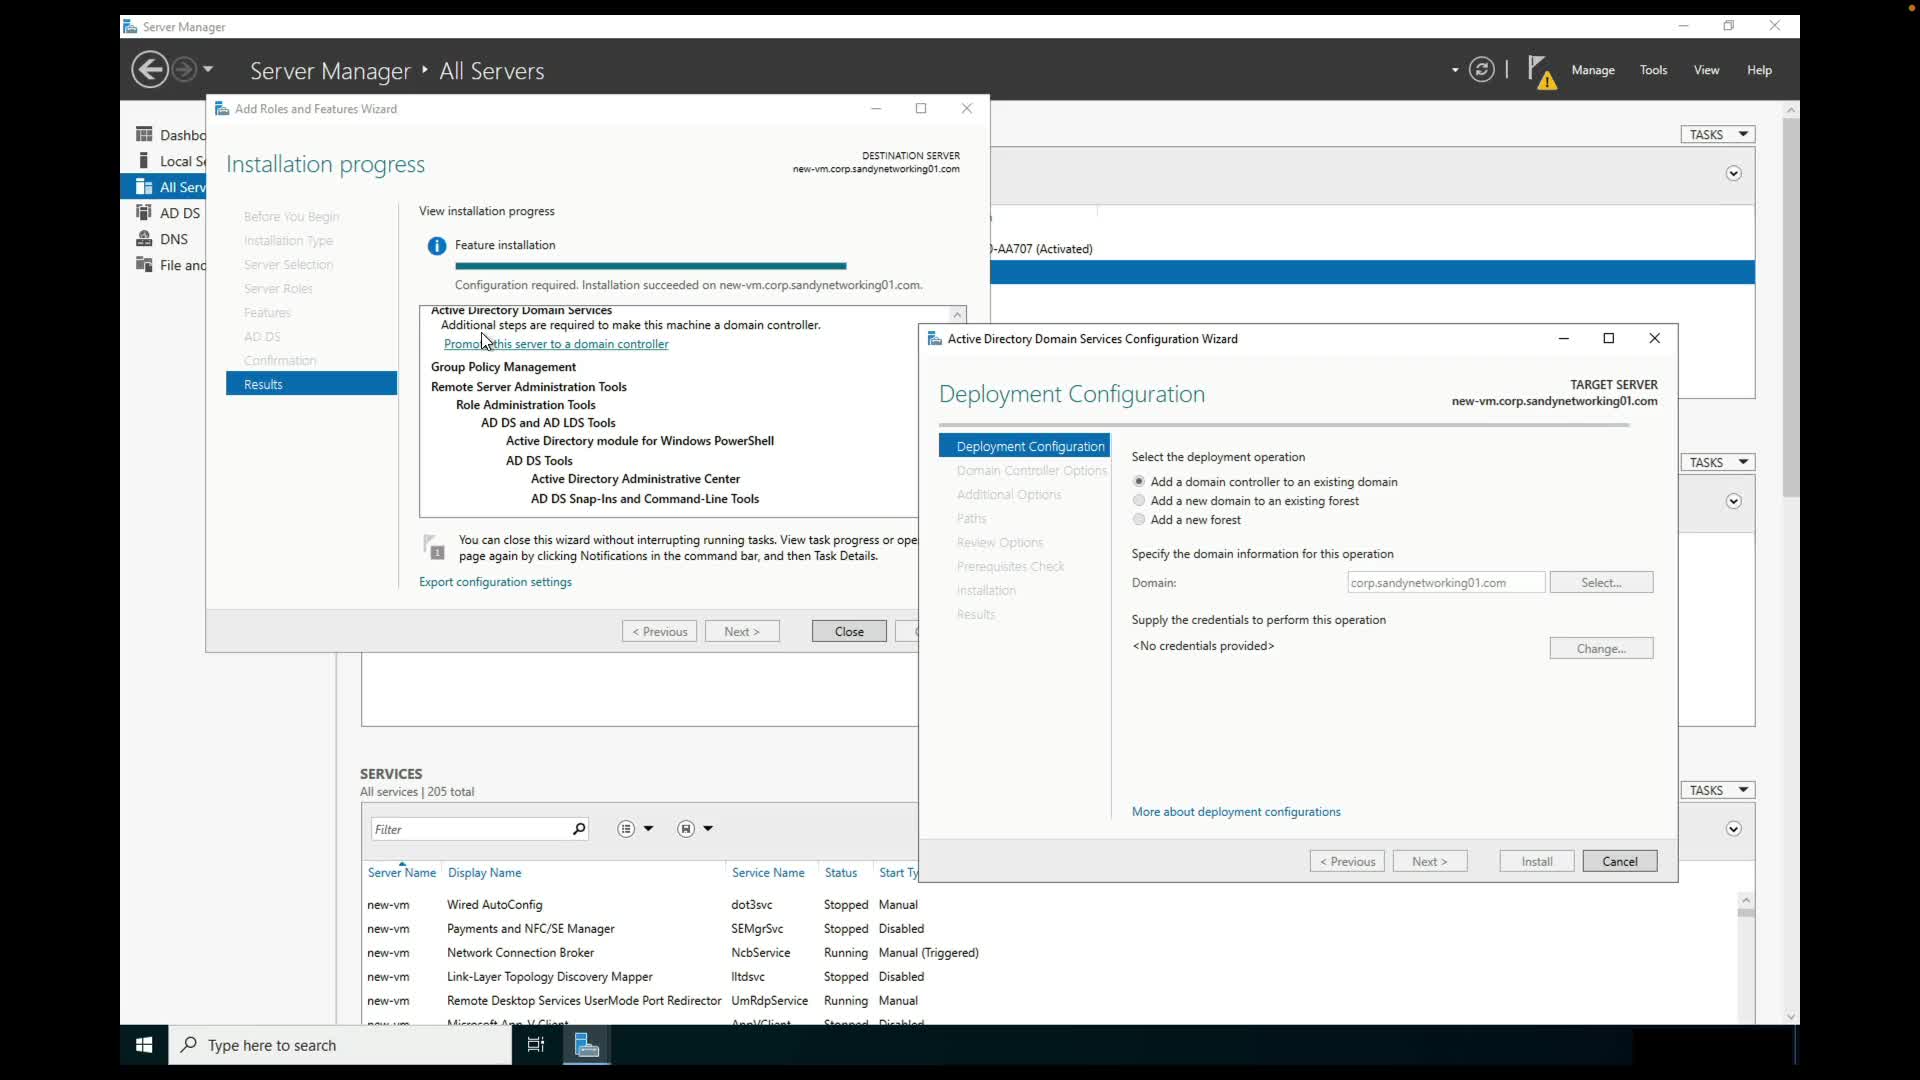 Server Manager
Server Manager • All Servers
Manage Tools View Help
Add Roles and Features Wizard
Dashbo
Local Se
All Serv
AD DS
DNS
File and
Installation progress
DESTINATION SERVER
new-vm.corp.sandynetworking01.com
Before You Begin
Installation Type
Server Selection
Server Roles
Features
AD DS
Confirmation
Results
View installation progress
Feature installation
Configuration required. Installation succeeded on new-vm.corp.sandynetworking01.com.
Active Directory Domain Services
Additional steps are required to make this machine a domain controller.
Promote this server to a domain controller
Group Policy Management
Remote Server Administration Tools
Role Administration Tools
AD DS and AD LDS Tools
Active Directory module for Windows PowerShell
AD DS Tools
Active Directory Administrative Center
AD DS Snap-Ins and Command-Line Tools
1
You can close this wizard without interrupting running tasks. View task progress or ope
page again by clicking Notifications in the command bar, and then Task Details.
Export configuration settings
< Previous
Next >
Close
TASKS
-AA707 (Activated)
TASKS
Active Directory Domain Services Configuration Wizard
Deployment Configuration
TARGET SERVER
new-vm.corp.sandynetworking01.com
Deployment Configuration
Domain Controller Options
Additional Options
Paths
Review Options
Prerequisites Check
Installation
Results
Select the deployment operation
Add a domain controller to an existing domain
Add a new domain to an existing forest
Add a new forest
Specify the domain information for this operation
Domain:
corp.sandynetworking01.com
Select...
Supply the credentials to perform this operation
<No credentials provided>
Change...
More about deployment configurations
< Previous
Next >
Install
Cancel
SERVICES
All services | 205 total
TASKS
Filter
Server Name Display Name Service Name Status Start Ty
new-vm Wired AutoConfig dot3svc Stopped Manual
new-vm Payments and NFC/SE Manager SEMgrSvc Stopped Disabled
new-vm Network Connection Broker NcbService Running Manual (Triggered)
new-vm Link-Layer Topology Discovery Mapper lltdsvc Stopped Disabled
new-vm Remote Desktop Services UserMode Port Redirector UmRdpService Running Manual
new-vm Microsoft App-V Client AppVClient Stopped Disabled
Type here to search